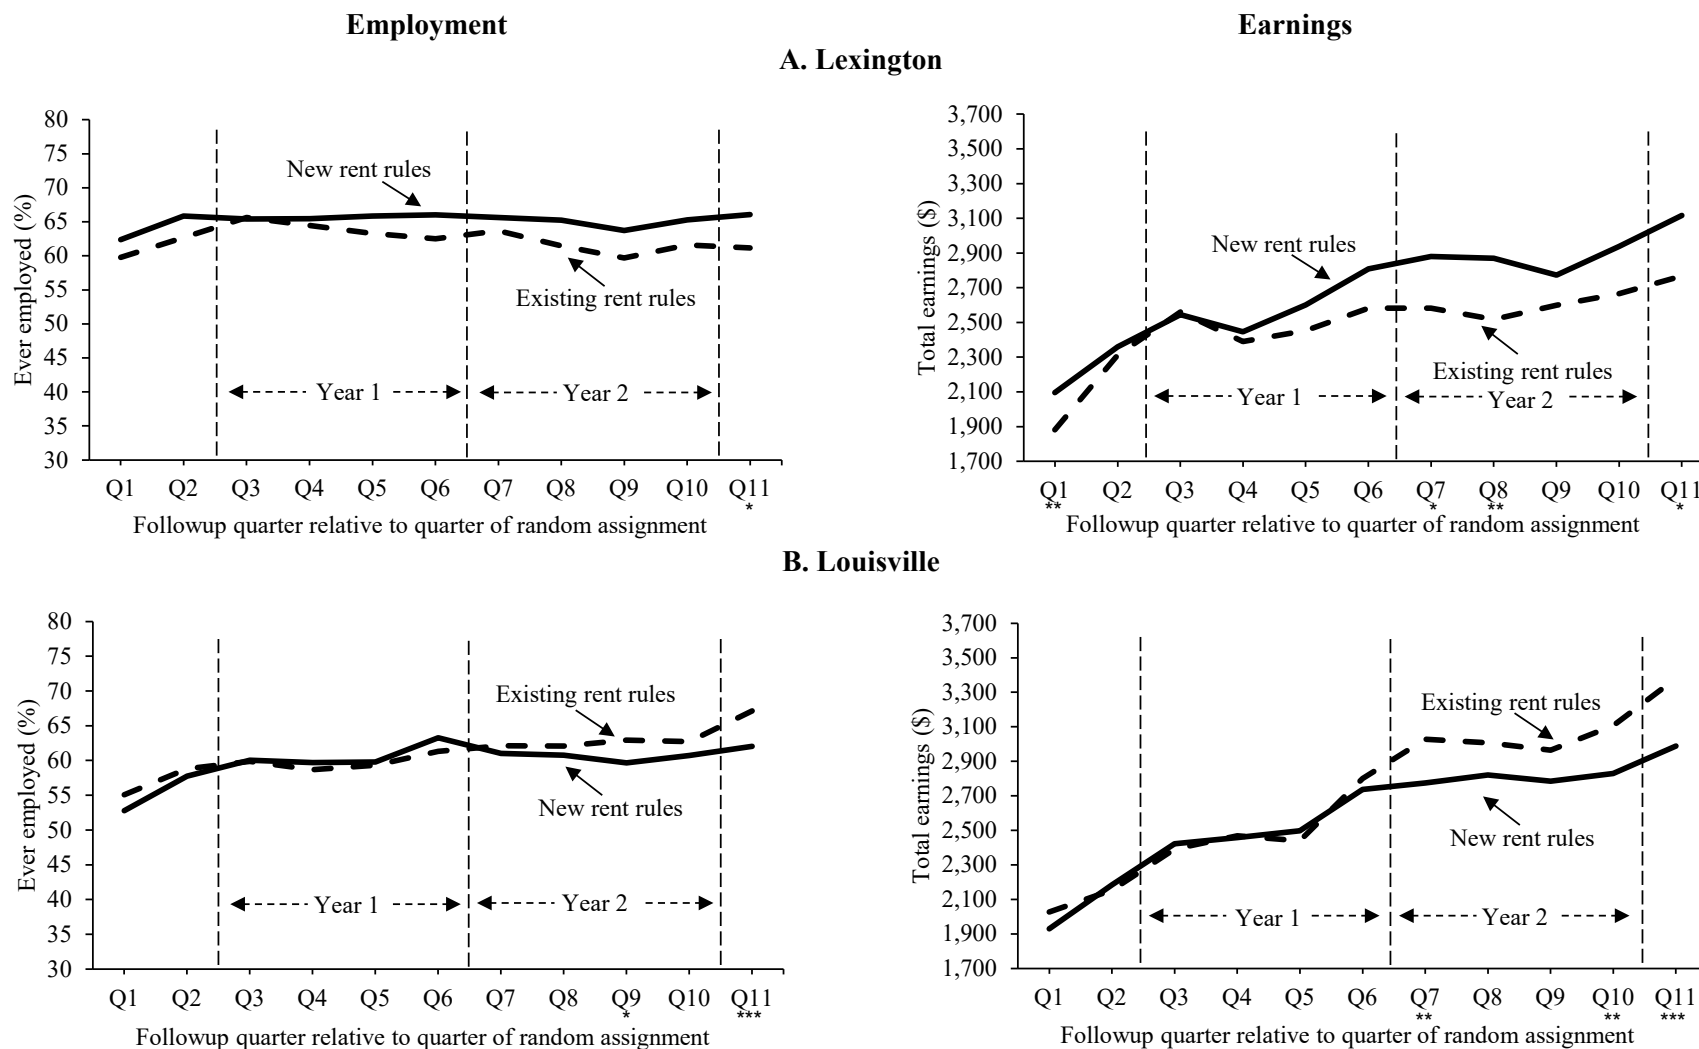 Employment
Earnings
A. Lexington
Ever employed (%)
80
75
70
65
60
55
50
45
40
35
30
New rent rules
Existing rent rules
Year 1
Year 2
Q1 Q2 Q3 Q4 Q5 Q6 Q7 Q8 Q9 Q10 Q11
*
Followup quarter relative to quarter of random assignment
Total earnings ($)
3,700
3,500
3,300
3,100
2,900
2,700
2,500
2,300
2,100
1,900
1,700
New rent rules
Existing rent rules
Year 1
Year 2
Q1 Q2 Q3 Q4 Q5 Q6 Q7 Q8 Q9 Q10 Q11
** * ** *
Followup quarter relative to quarter of random assignment
B. Louisville
Ever employed (%)
80
75
70
65
60
55
50
45
40
35
30
Existing rent rules
New rent rules
Year 1
Year 2
Q1 Q2 Q3 Q4 Q5 Q6 Q7 Q8 Q9 Q10 Q11
* ***
Followup quarter relative to quarter of random assignment
Total earnings ($)
3,700
3,500
3,300
3,100
2,900
2,700
2,500
2,300
2,100
1,900
1,700
Existing rent rules
New rent rules
Year 1
Year 2
Q1 Q2 Q3 Q4 Q5 Q6 Q7 Q8 Q9 Q10 Q11
** ** ***
Followup quarter relative to quarter of random assignment